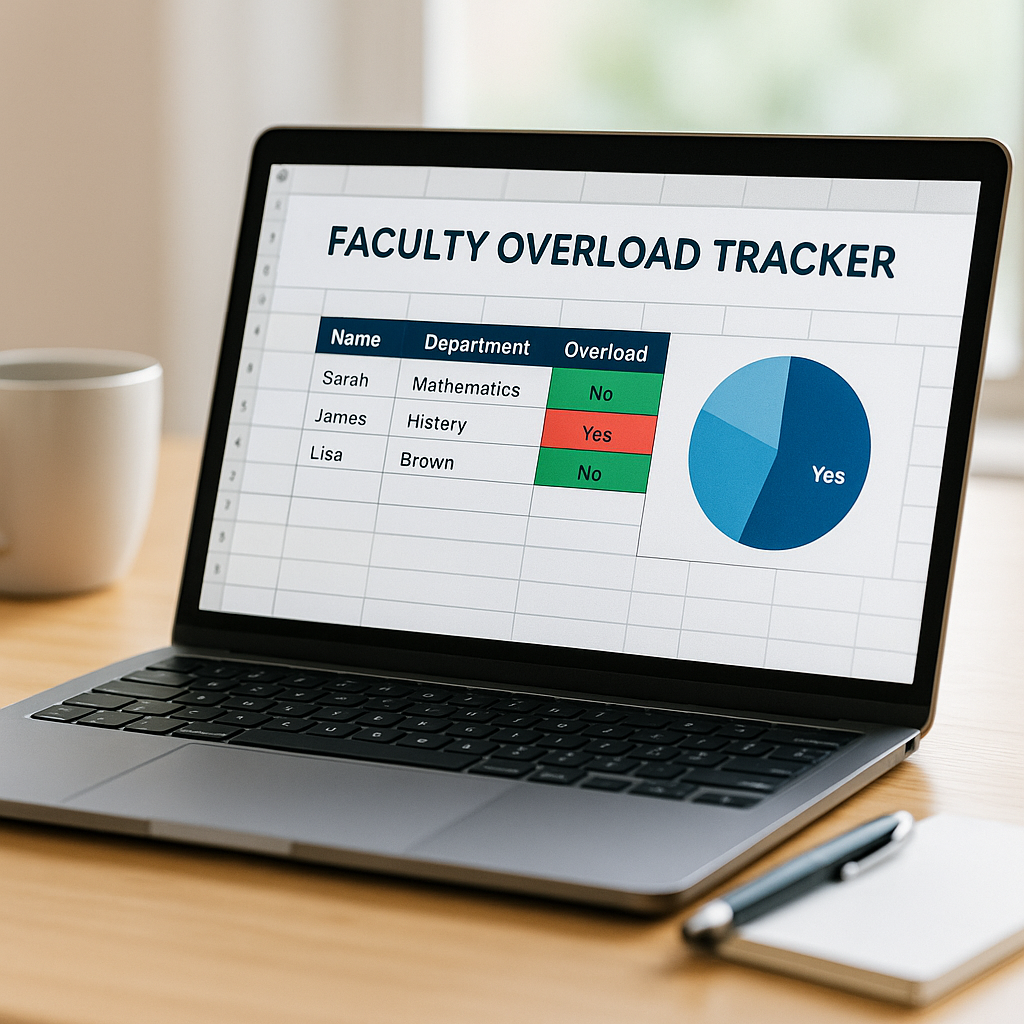 FACULTY OVERLOAD TRACKER
Name Department Overload
Sarah Mathematics No
James Histery Yes
Lisa Brown No
Yes